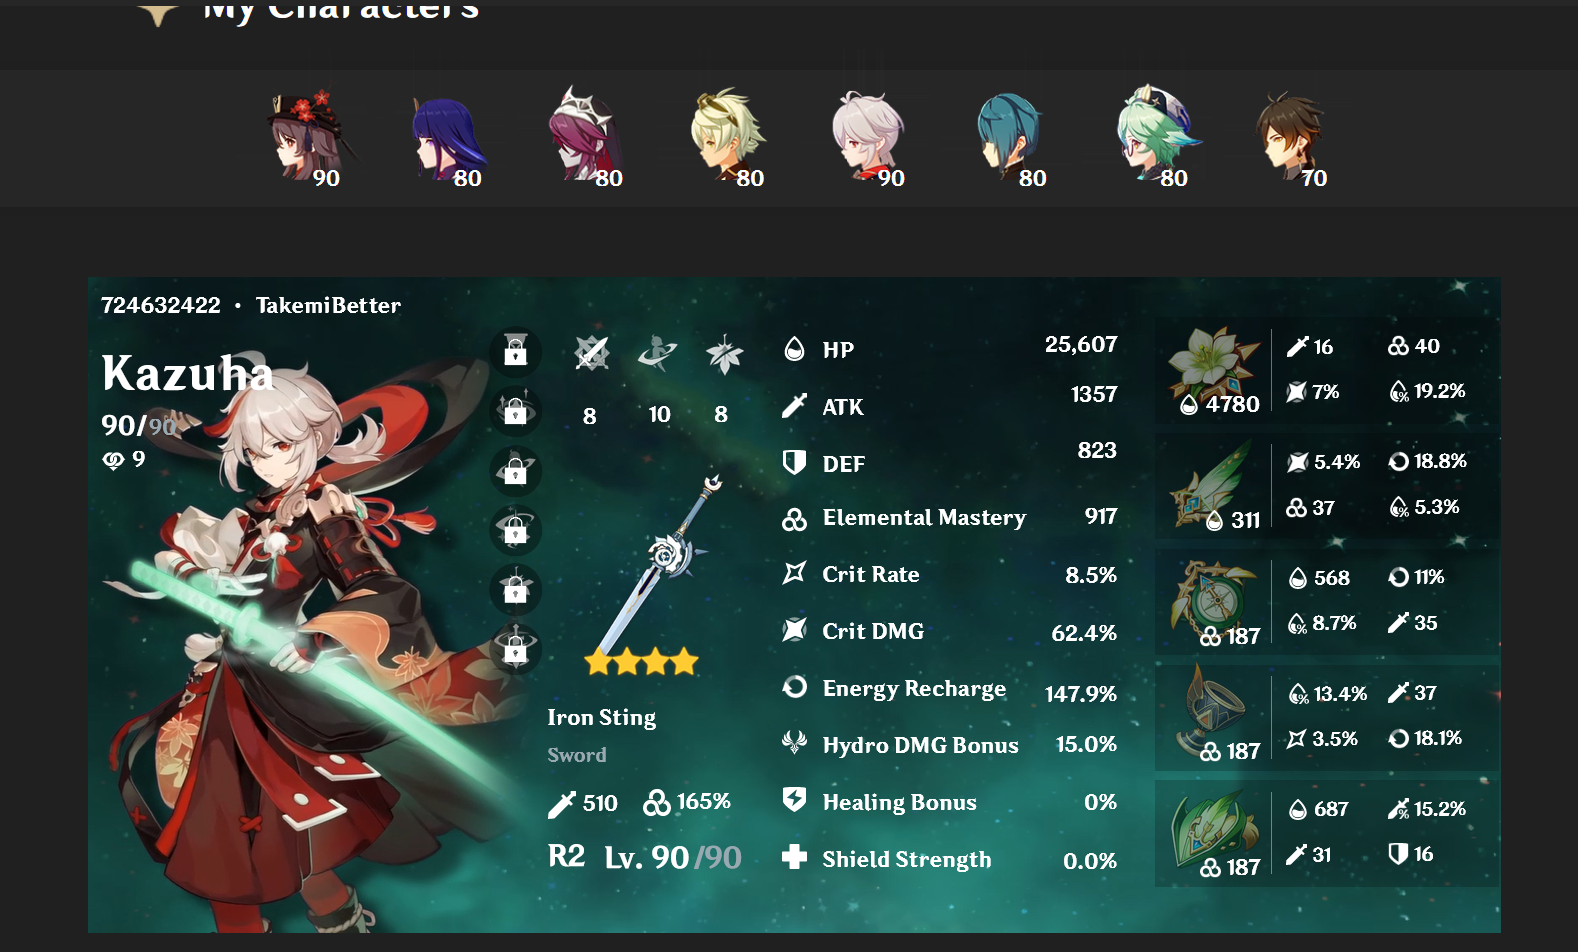 My Characters
90 80 80 80 90 80 80 70
724632422 • TakemiBetter
Kazuha
90/90
9
8 10 8
Iron Sting
Sword
510 165%
R2 Lv. 90/90
HP 25,607
ATK 1357
DEF 823
Elemental Mastery 917
Crit Rate 8.5%
Crit DMG 62.4%
Energy Recharge 147.9%
Hydro DMG Bonus 15.0%
Healing Bonus 0%
Shield Strength 0.0%
4780
16 40
7% 19.2%
311
5.4% 18.8%
37 5.3%
187
568 11%
8.7% 35
187
13.4% 37
3.5% 18.1%
187
687 15.2%
31 16